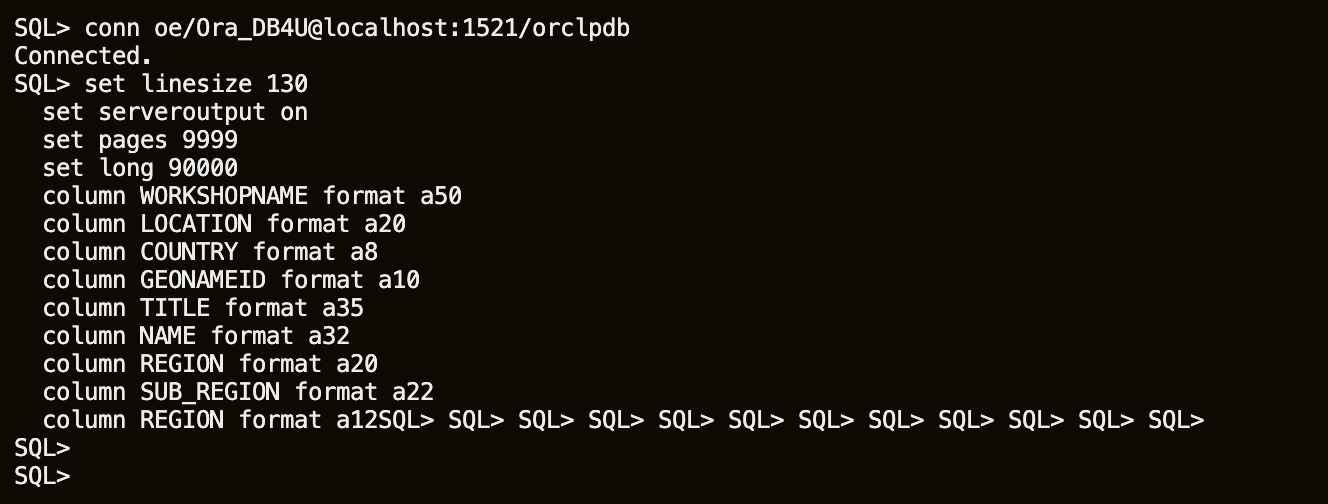 SQL> conn oe/Ora_DB4U@localhost:1521/orclpdb
Connected.
SQL> set linesize 130
  set serveroutput on
  set pages 9999
  set long 90000
  column WORKSHOPNAME format a50
  column LOCATION format a20
  column COUNTRY format a8
  column GEONAMEID format a10
  column TITLE format a35
  column NAME format a32
  column REGION format a20
  column SUB_REGION format a22
  column REGION format a12SQL> SQL> SQL> SQL> SQL> SQL> SQL> SQL> SQL> SQL> SQL> SQL>
SQL>
SQL>